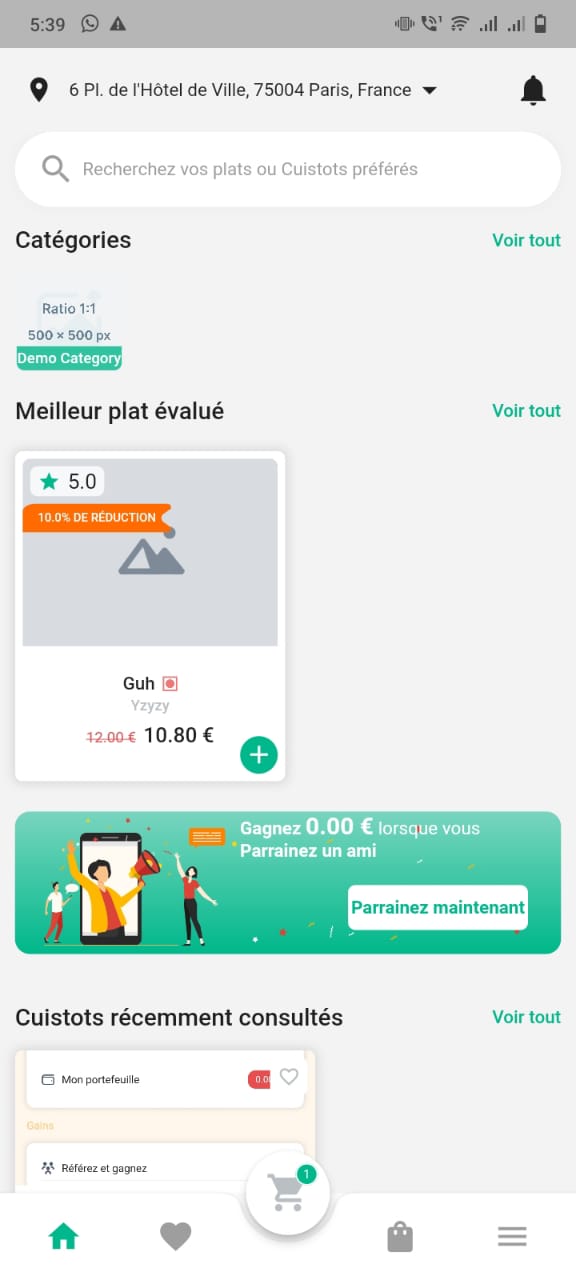 5:39
6 Pl. de l'Hôtel de Ville, 75004 Paris, France
Recherchez vos plats ou Cuistots préférés
Catégories
Voir tout
Ratio 1:1
500 × 500 px
Demo Category
Meilleur plat évalué
Voir tout
5.0
10.0% DE RÉDUCTION
Guh
Yzyzy
12.00 € 10.80 €
Gagnez 0.00 € lorsque vous
Parrainez un ami
Parrainez maintenant
Cuistots récemment consultés
Voir tout
Mon portefeuille
0.0
Gains
Référez et gagnez
1